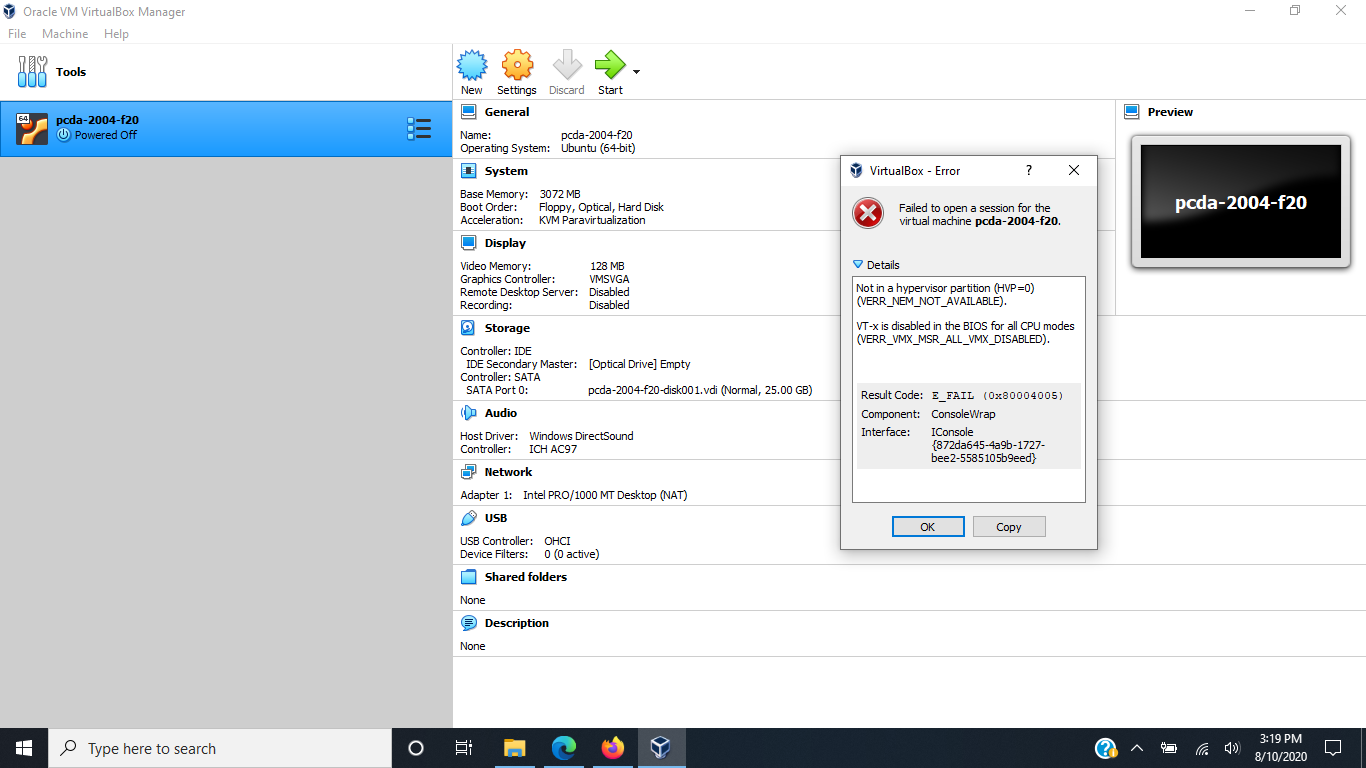 Oracle VM VirtualBox Manager
File Machine Help
Tools
64
pcda-2004-f20
Powered Off
New Settings Discard Start
General
Name: pcda-2004-f20
Operating System: Ubuntu (64-bit)
System
Base Memory: 3072 MB
Boot Order: Floppy, Optical, Hard Disk
Acceleration: KVM Paravirtualization
Display
Video Memory: 128 MB
Graphics Controller: VMSVGA
Remote Desktop Server: Disabled
Recording: Disabled
Storage
Controller: IDE
IDE Secondary Master: [Optical Drive] Empty
Controller: SATA
SATA Port 0: pcda-2004-f20-disk001.vdi (Normal, 25.00 GB)
Audio
Host Driver: Windows DirectSound
Controller: ICH AC97
Network
Adapter 1: Intel PRO/1000 MT Desktop (NAT)
USB
USB Controller: OHCI
Device Filters: 0 (0 active)
Shared folders
None
Description
None
Preview
pcda-2004-f20
VirtualBox - Error
?
Failed to open a session for the
virtual machine pcda-2004-f20.
Details
Not in a hypervisor partition (HVP=0)
(VERR_NEM_NOT_AVAILABLE).
VT-x is disabled in the BIOS for all CPU modes
(VERR_VMX_MSR_ALL_VMX_DISABLED).
Result Code: E_FAIL (0x80004005)
Component: ConsoleWrap
Interface: IConsole
{872da645-4a9b-1727-
bee2-5585105b9eed}
OK Copy
Type here to search
3:19 PM
8/10/2020